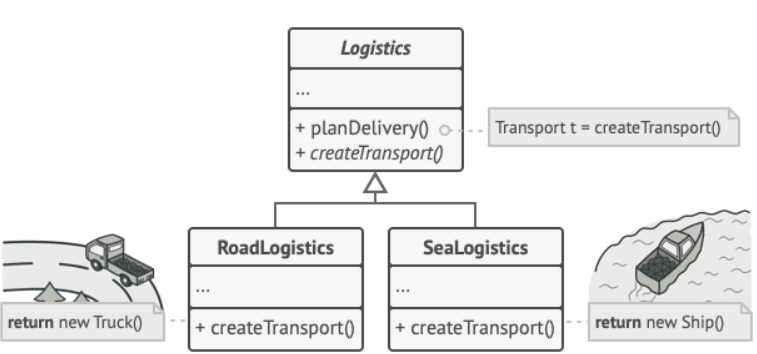 Logistics
...
+ planDelivery()
+ createTransport()
Transport t = createTransport()
RoadLogistics
...
+ createTransport()
return new Truck()
SeaLogistics
...
+ createTransport()
return new Ship()